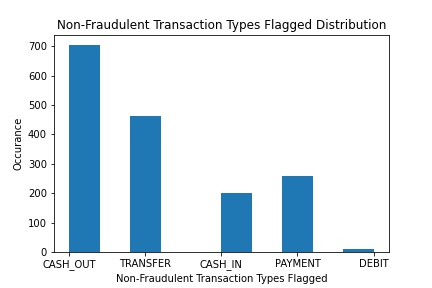 Non-Fraudulent Transaction Types Flagged Distribution
700
600
500
400
300
200
100
0
Occurance
CASH_OUT TRANSFER CASH_IN PAYMENT DEBIT
Non-Fraudulent Transaction Types Flagged